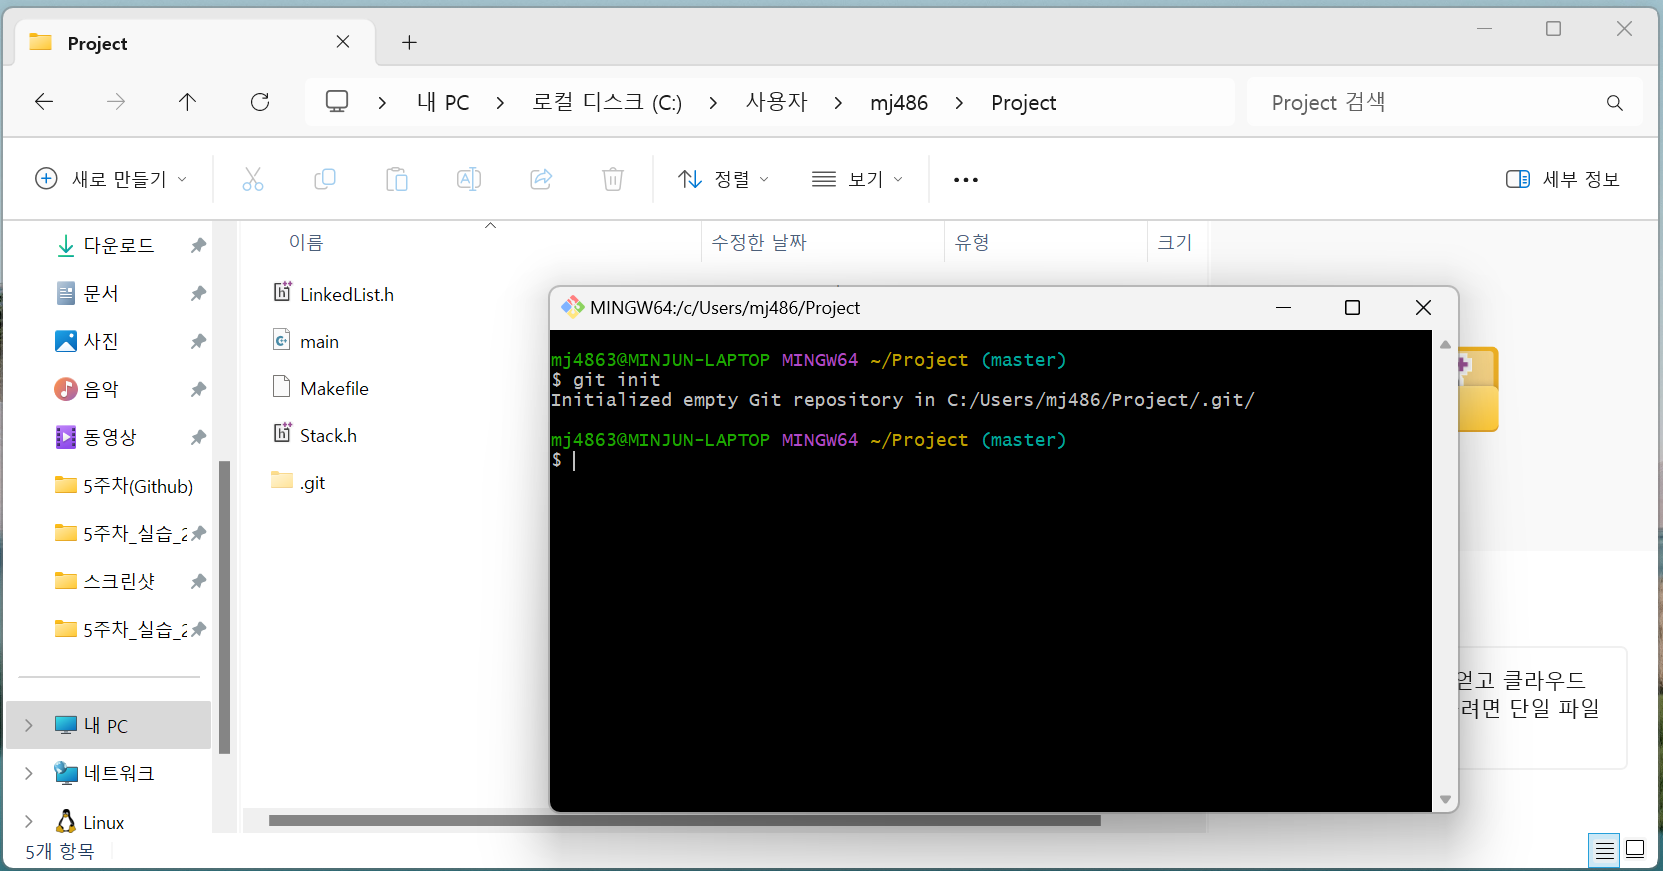 Project
내 PC > 로컬 디스크 (C:) > 사용자 > mj486 > Project
Project 검색
새로 만들기
정렬
보기
세부 정보
다운로드
문서
사진
음악
동영상
5주차(Github)
5주차_실습_2
스크린샷
5주차_실습_2
내 PC
네트워크
Linux
이름
수정한 날짜
유형
크기
LinkedList.h
main
Makefile
Stack.h
.git
MINGW64:/c/Users/mj486/Project
mj4863@MINJUN-LAPTOP MINGW64 ~/Project (master)
$ git init
Initialized empty Git repository in C:/Users/mj486/Project/.git/
mj4863@MINJUN-LAPTOP MINGW64 ~/Project (master)
$
얻고 클라우드
려면 단일 파일
5개 항목